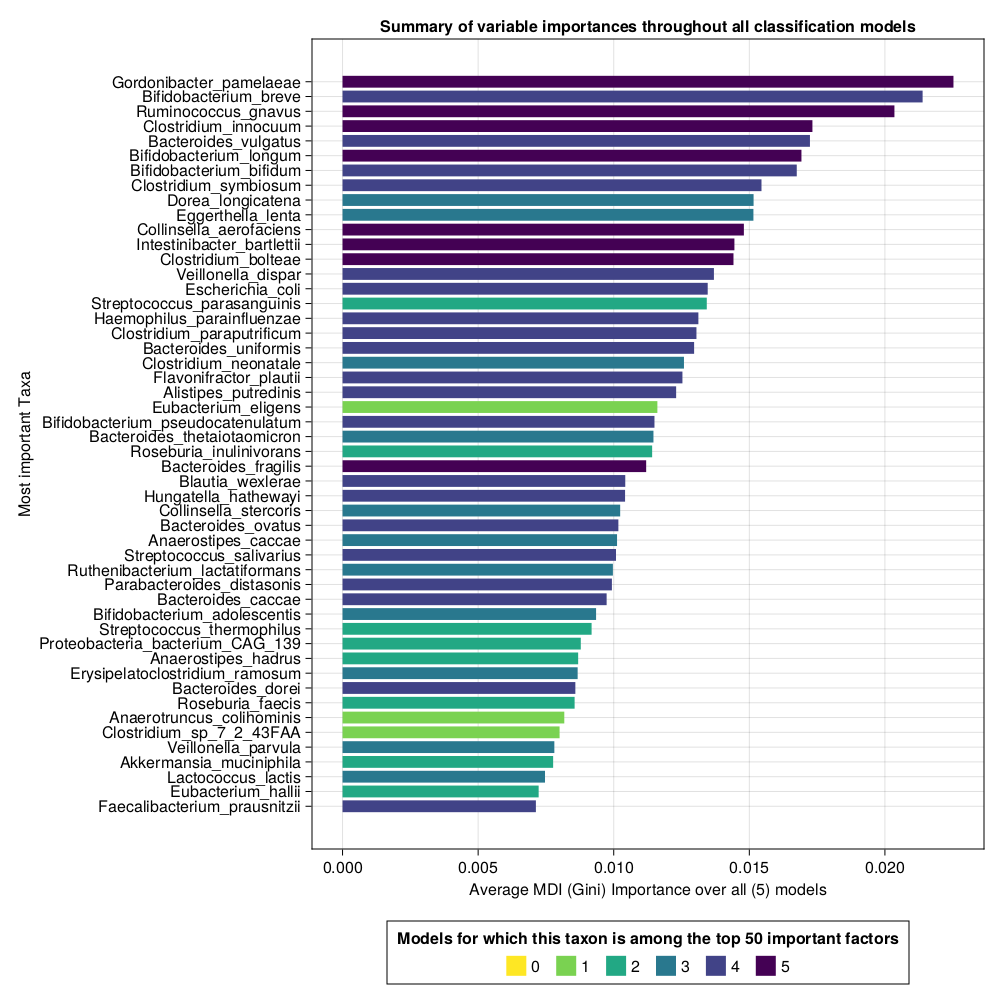 Summary of variable importances throughout all classification models
Most important Taxa
Gordonibacter_pamelaeae
Bifidobacterium_breve
Ruminococcus_gnavus
Clostridium_innocuum
Bacteroides_vulgatus
Bifidobacterium_longum
Bifidobacterium_bifidum
Clostridium_symbiosum
Dorea_longicatena
Eggerthella_lenta
Collinsella_aerofaciens
Intestinibacter_bartlettii
Clostridium_bolteae
Veillonella_dispar
Escherichia_coli
Streptococcus_parasanguinis
Haemophilus_parainfluenzae
Clostridium_paraputrificum
Bacteroides_uniformis
Clostridium_neonatale
Flavonifractor_plautii
Alistipes_putredinis
Eubacterium_eligens
Bifidobacterium_pseudocatenulatum
Bacteroides_thetaiotaomicron
Roseburia_inulinivorans
Bacteroides_fragilis
Blautia_wexlerae
Hungatella_hathewayi
Collinsella_stercoris
Bacteroides_ovatus
Anaerostipes_caccae
Streptococcus_salivarius
Ruthenibacterium_lactatiformans
Parabacteroides_distasonis
Bacteroides_caccae
Bifidobacterium_adolescentis
Streptococcus_thermophilus
Proteobacteria_bacterium_CAG_139
Anaerostipes_hadrus
Erysipelatoclostridium_ramosum
Bacteroides_dorei
Roseburia_faecis
Anaerotruncus_colihominis
Clostridium_sp_7_2_43FAA
Veillonella_parvula
Akkermansia_muciniphila
Lactococcus_lactis
Eubacterium_hallii
Faecalibacterium_prausnitzii
0.000 0.005 0.010 0.015 0.020
Average MDI (Gini) Importance over all (5) models
Models for which this taxon is among the top 50 important factors
0 1 2 3 4 5